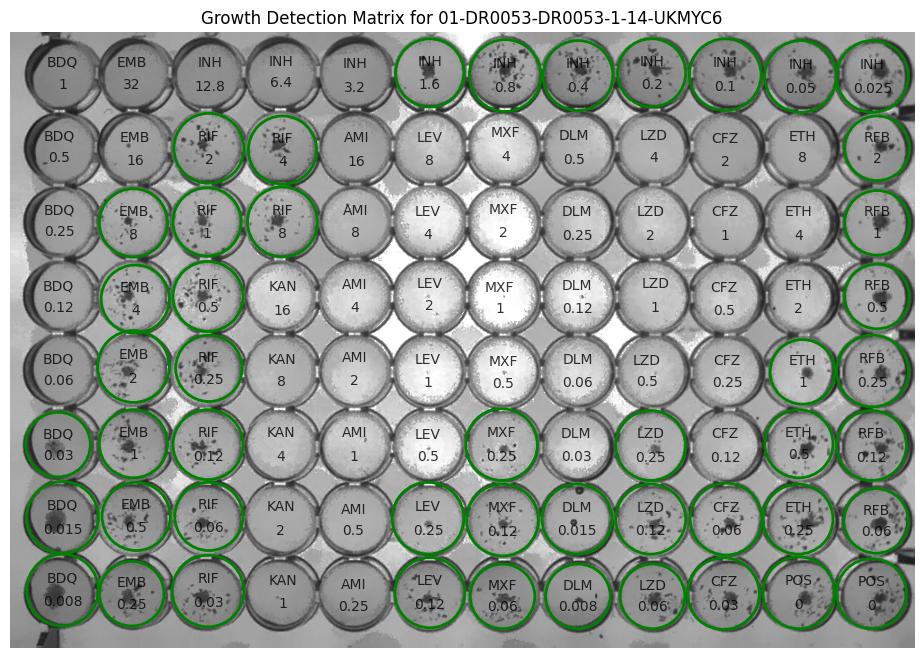 Growth Detection Matrix for 01-DR0053-DR0053-1-14-UKMYC6
BDQ EMB INH INH INH INH INH INH INH INH INH INH
1 32 12.8 6.4 3.2 1.6 0.8 0.4 0.2 0.1 0.05 0.025
BDQ EMB RIF RIF AMI LEV MXF DLM LZD CFZ ETH RFB
0.5 16 2 4 16 8 4 0.5 4 2 8 2
BDQ EMB RIF RIF AMI LEV MXF DLM LZD CFZ ETH RFB
0.25 8 1 8 8 4 2 0.25 2 1 4 1
BDQ EMB RIF KAN AMI LEV MXF DLM LZD CFZ ETH RFB
0.12 4 0.5 16 4 2 1 0.12 1 0.5 2 0.5
BDQ EMB RIF KAN AMI LEV MXF DLM LZD CFZ ETH RFB
0.06 2 0.25 8 2 1 0.5 0.06 0.5 0.25 1 0.25
BDQ EMB RIF KAN AMI LEV MXF DLM LZD CFZ ETH RFB
0.03 1 0.12 4 1 0.5 0.25 0.03 0.25 0.12 0.5 0.12
BDQ EMB RIF KAN AMI LEV MXF DLM LZD CFZ ETH RFB
0.015 0.5 0.06 2 0.5 0.25 0.12 0.015 0.12 0.06 0.25 0.06
BDQ EMB RIF KAN AMI LEV MXF DLM LZD CFZ POS POS
0.008 0.25 0.03 1 0.25 0.12 0.06 0.008 0.06 0.03 0 0